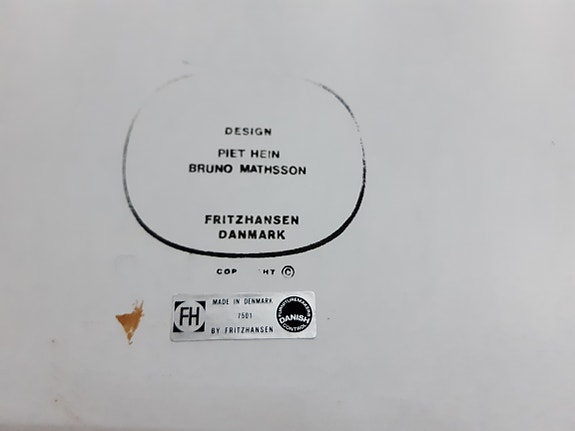 DESIGN
PIET HEIN
BRUNO MATHSSON
FRITZHANSEN
DANMARK
COP HT ©
FH
MADE IN DENMARK
7501
BY FRITZHANSEN
FURNITUREMAKERS
DANISH
CONTROL